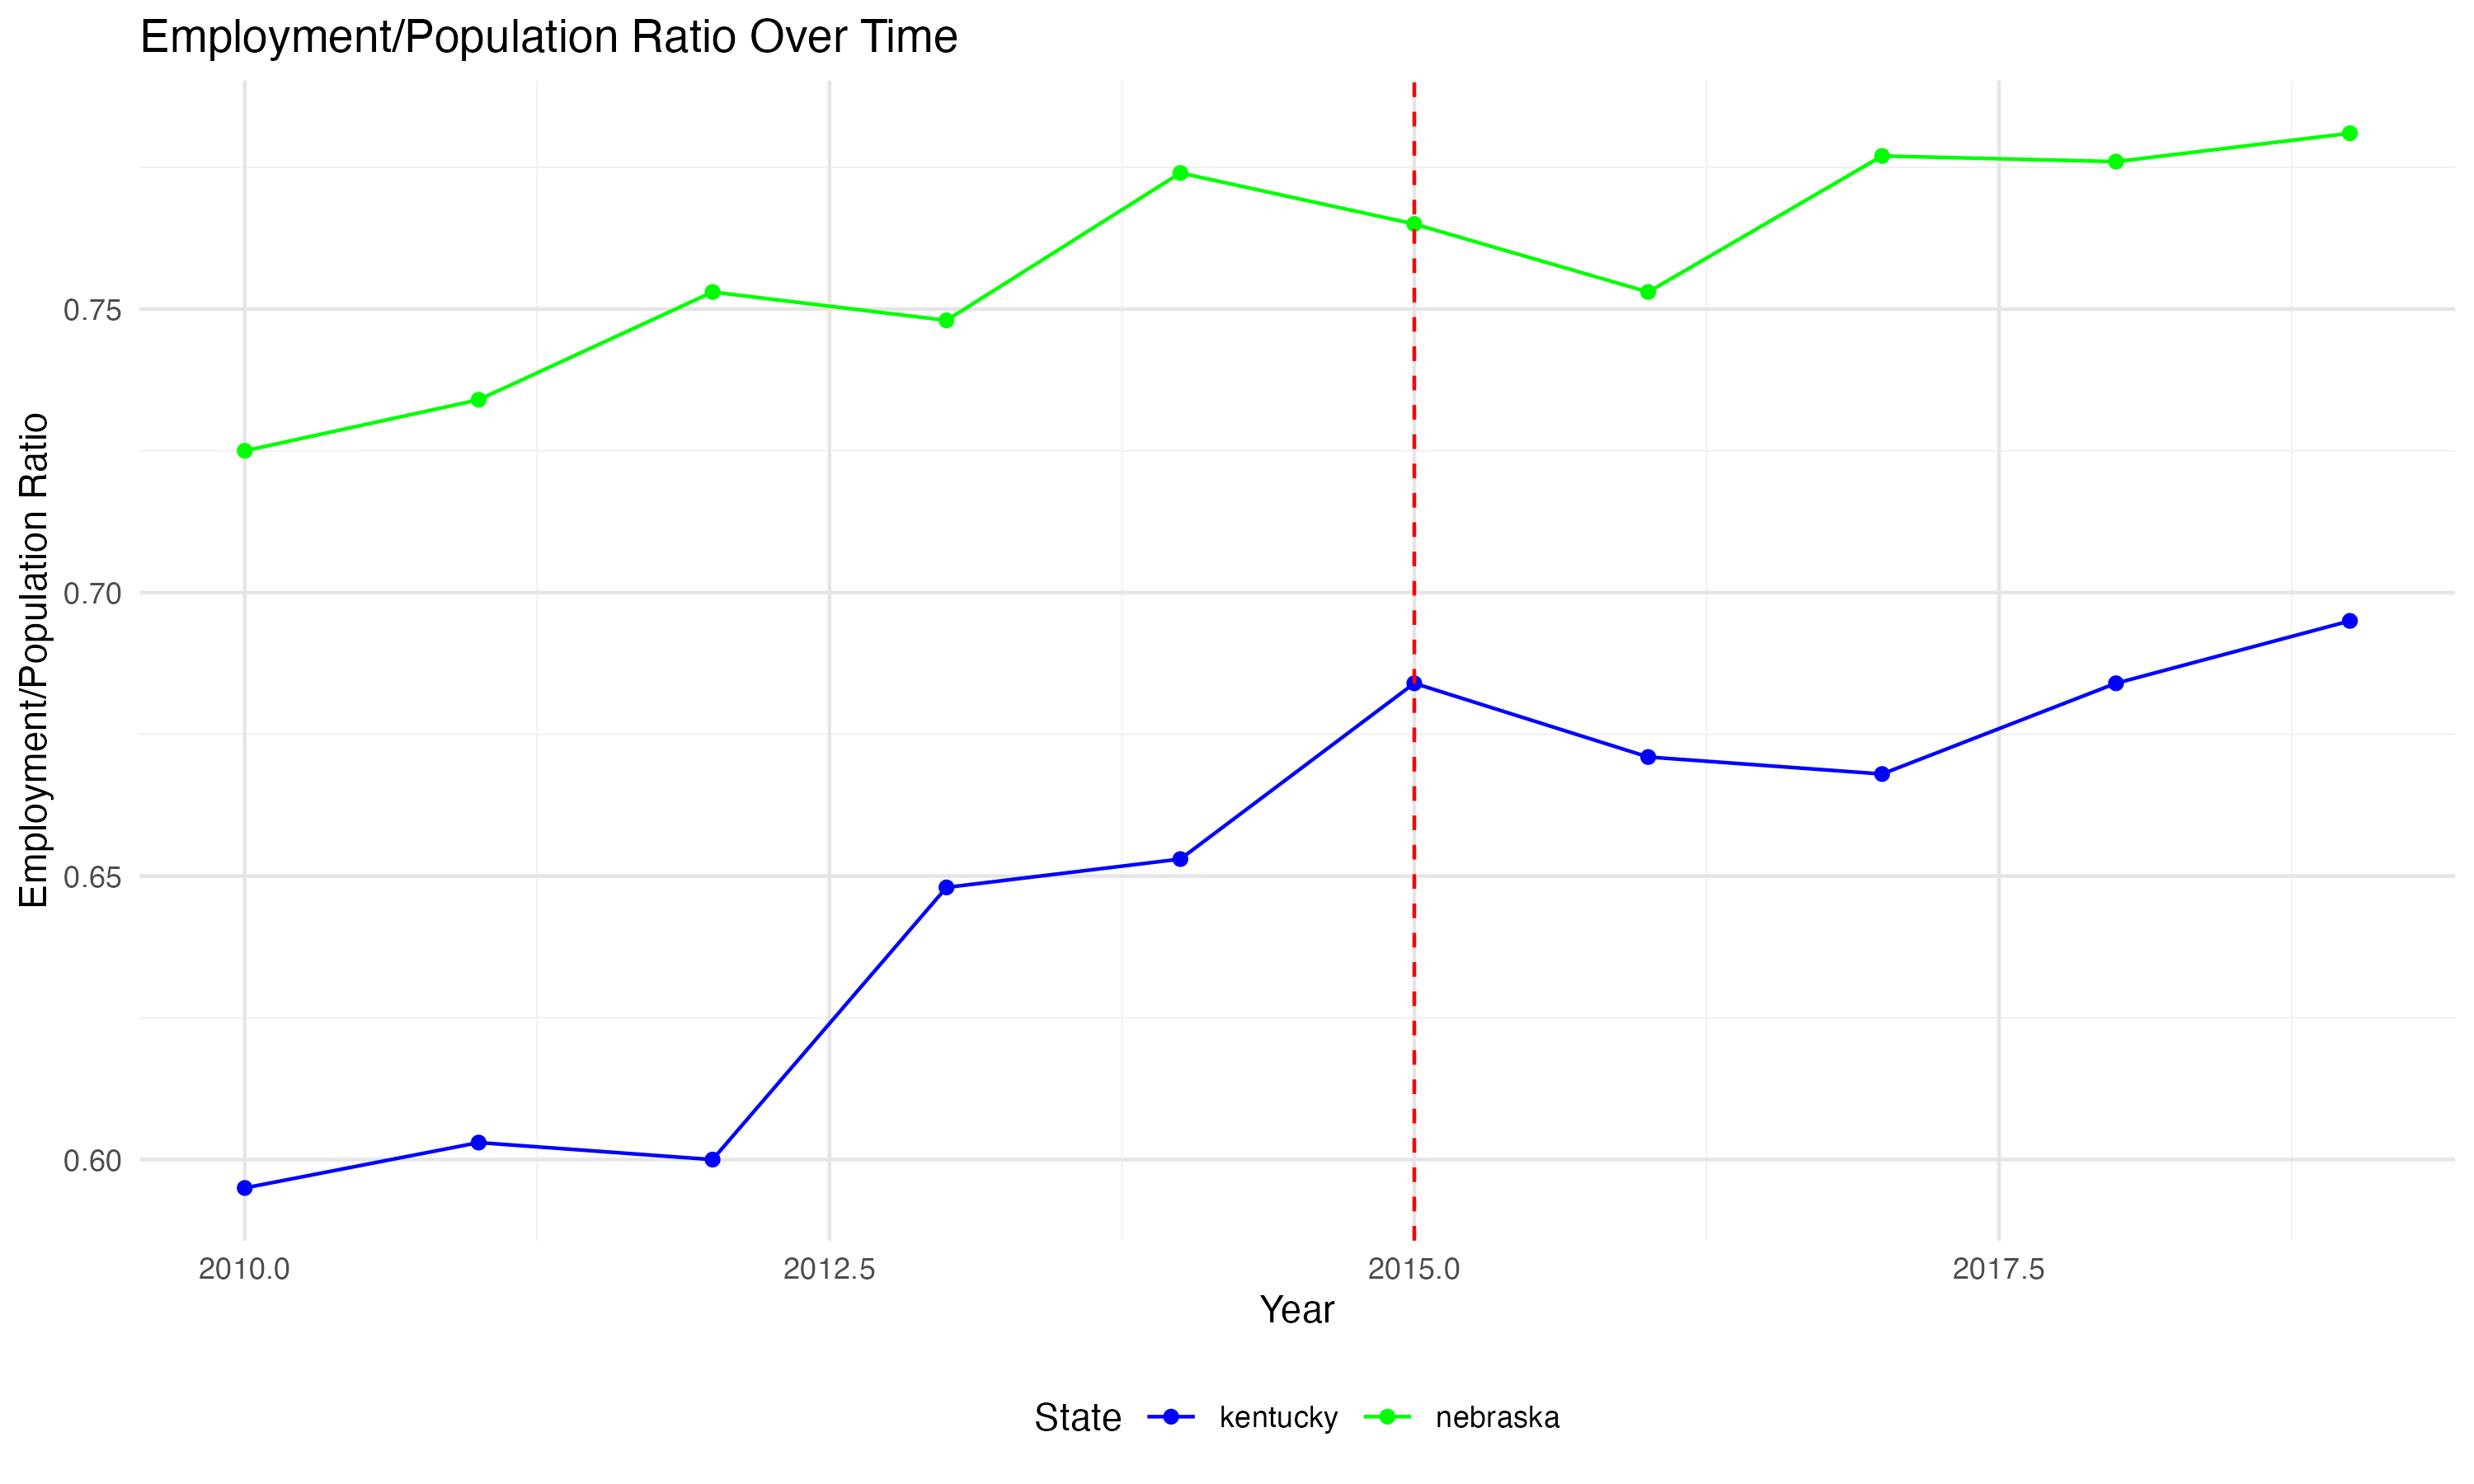 Employment/Population Ratio Over Time
Employment/Population Ratio
0.75
0.70
0.65
0.60
2010.0 2012.5 2015.0 2017.5
Year
State kentucky nebraska